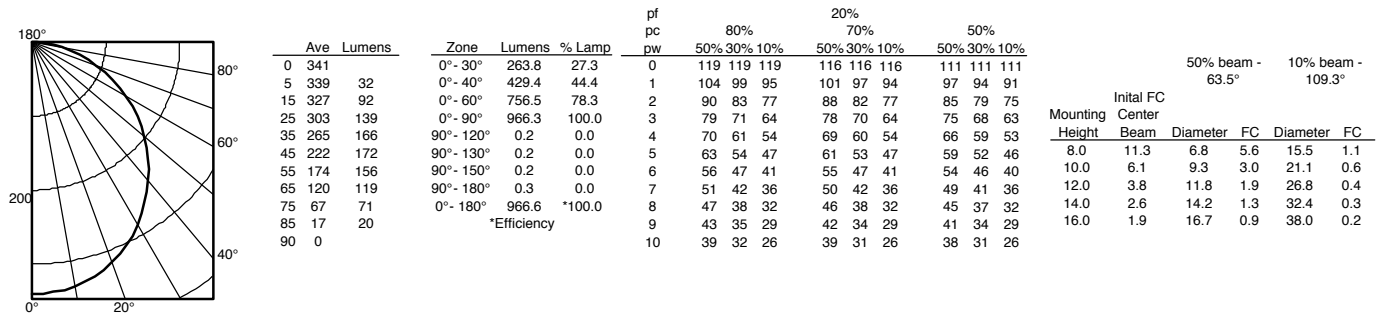 180°
80°
60°
200
40°
0° 20°
Ave Lumens
0 341
5 339 32
15 327 92
25 303 139
35 265 166
45 222 172
55 174 156
65 120 119
75 67 71
85 17 20
90 0
Zone Lumens % Lamp
0°- 30° 263.8 27.3
0°- 40° 429.4 44.4
0°- 60° 756.5 78.3
0°- 90° 966.3 100.0
90°- 120° 0.2 0.0
90°- 130° 0.2 0.0
90°- 150° 0.2 0.0
90°- 180° 0.3 0.0
0°- 180° 966.6 *100.0
*Efficiency
pf 20%
pc 80% 70% 50%
pw 50% 30% 10% 50% 30% 10% 50% 30% 10%
0 119 119 119 116 116 116 111 111 111
1 104 99 95 101 97 94 97 94 91
2 90 83 77 88 82 77 85 79 75
3 79 71 64 78 70 64 75 68 63
4 70 61 54 69 60 54 66 59 53
5 63 54 47 61 53 47 59 52 46
6 56 47 41 55 47 41 54 46 40
7 51 42 36 50 42 36 49 41 36
8 47 38 32 46 38 32 45 37 32
9 43 35 29 42 34 29 41 34 29
10 39 32 26 39 31 26 38 31 26
50% beam - 10% beam -
63.5° 109.3°
Inital FC
Mounting Center
Height Beam Diameter FC Diameter FC
8.0 11.3 6.8 5.6 15.5 1.1
10.0 6.1 9.3 3.0 21.1 0.6
12.0 3.8 11.8 1.9 26.8 0.4
14.0 2.6 14.2 1.3 32.4 0.3
16.0 1.9 16.7 0.9 38.0 0.2